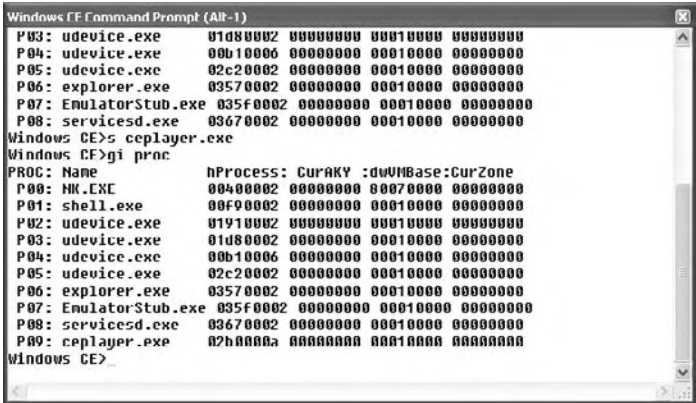 Windows CE Command Prompt (Alt-1)
P03: udevice.exe 01d80002 00000000 00010000 00000000
P04: udevice.exe 00b10006 00000000 00010000 00000000
P05: udevice.exe 02c20002 00000000 00010000 00000000
P06: explorer.exe 03570002 00000000 00010000 00000000
P07: EmulatorStub.exe 035f0002 00000000 00010000 00000000
P08: servicesd.exe 03670002 00000000 00010000 00000000
Windows CE>s ceplayer.exe
Windows CE>gi proc
PROC: Name hProcess: CurAKY :dwVMBase:CurZone
P00: NK.EXE 00400002 00000000 80070000 00000000
P01: shell.exe 00f90002 00000000 00010000 00000000
P02: udevice.exe 01910002 00000000 00010000 00000000
P03: udevice.exe 01d80002 00000000 00010000 00000000
P04: udevice.exe 00b10006 00000000 00010000 00000000
P05: udevice.exe 02c20002 00000000 00010000 00000000
P06: explorer.exe 03570002 00000000 00010000 00000000
P07: EmulatorStub.exe 035f0002 00000000 00010000 00000000
P08: servicesd.exe 03670002 00000000 00010000 00000000
P09: ceplayer.exe 02b0000a 00000000 00010000 00000000
Windows CE>_